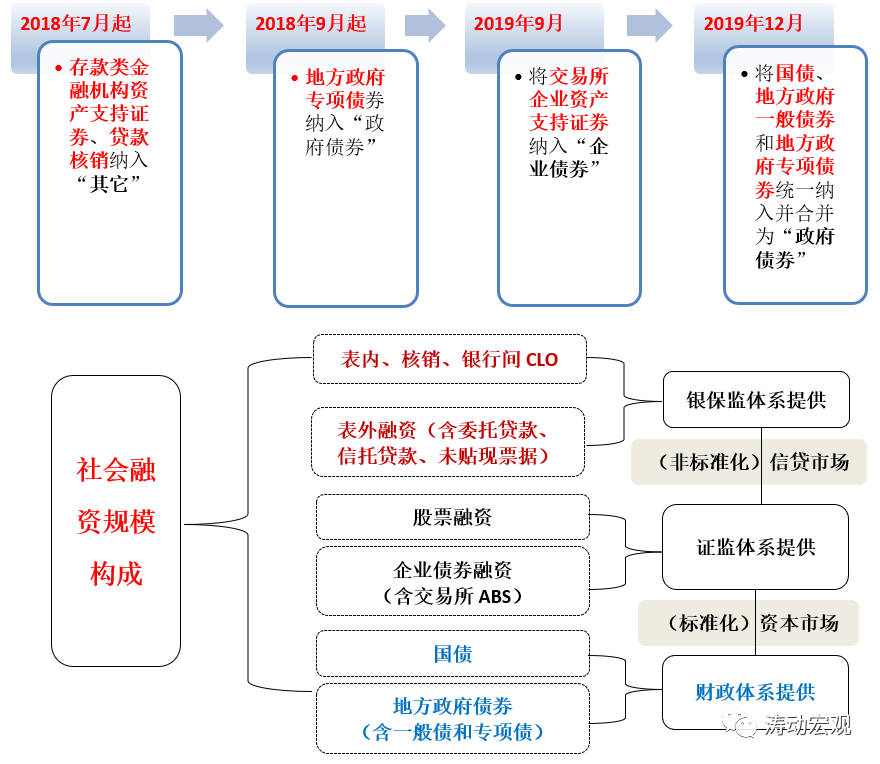 2018年7月起
2018年9月起
2019年9月
2019年12月
• 存款类金
融机构资
产支持证
券、贷款
核销纳入
“其它”
• 地方政府
专项债券
纳入“政
府债券”
• 将交易所
企业资产
支持证券
纳入“企
业债券”
• 将国债、
地方政府
一般债券
和地方政
府专项债
券统一纳
入并合并
为“政府
债券”
社会融
资规模
构成
表内、核销、银行间 CLO
表外融资（含委托贷款、
信托贷款、未贴现票据）
股票融资
企业债券融资
（含交易所 ABS）
国债
地方政府债券
（含一般债和专项债）
银保监体系提供
（非标准化）信贷市场
证监体系提供
（标准化）资本市场
财政体系提供
涛动宏观